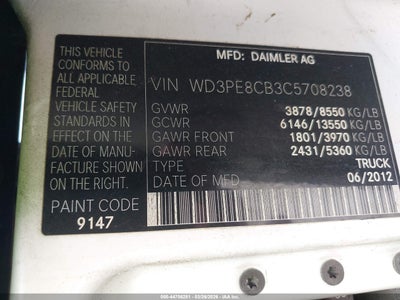 THIS VEHICLE
CONFORMS TO
ALL APPLICABLE
FEDERAL
VEHICLE SAFETY
STANDARDS IN
EFFECT ON THE
DATE OF MANU-
FACTURE SHOWN
ON THE RIGHT.
PAINT CODE
9147
MFD: DAIMLER AG
VIN WD3PE8CB3C5708238
GVWR 3878/8550 KG/LB
GCWR 6146/13550 KG/LB
GAWR FRONT 1801/3970 KG/LB
GAWR REAR 2431/5360 KG/LB
TYPE TRUCK
DATE OF MFD 06/2012